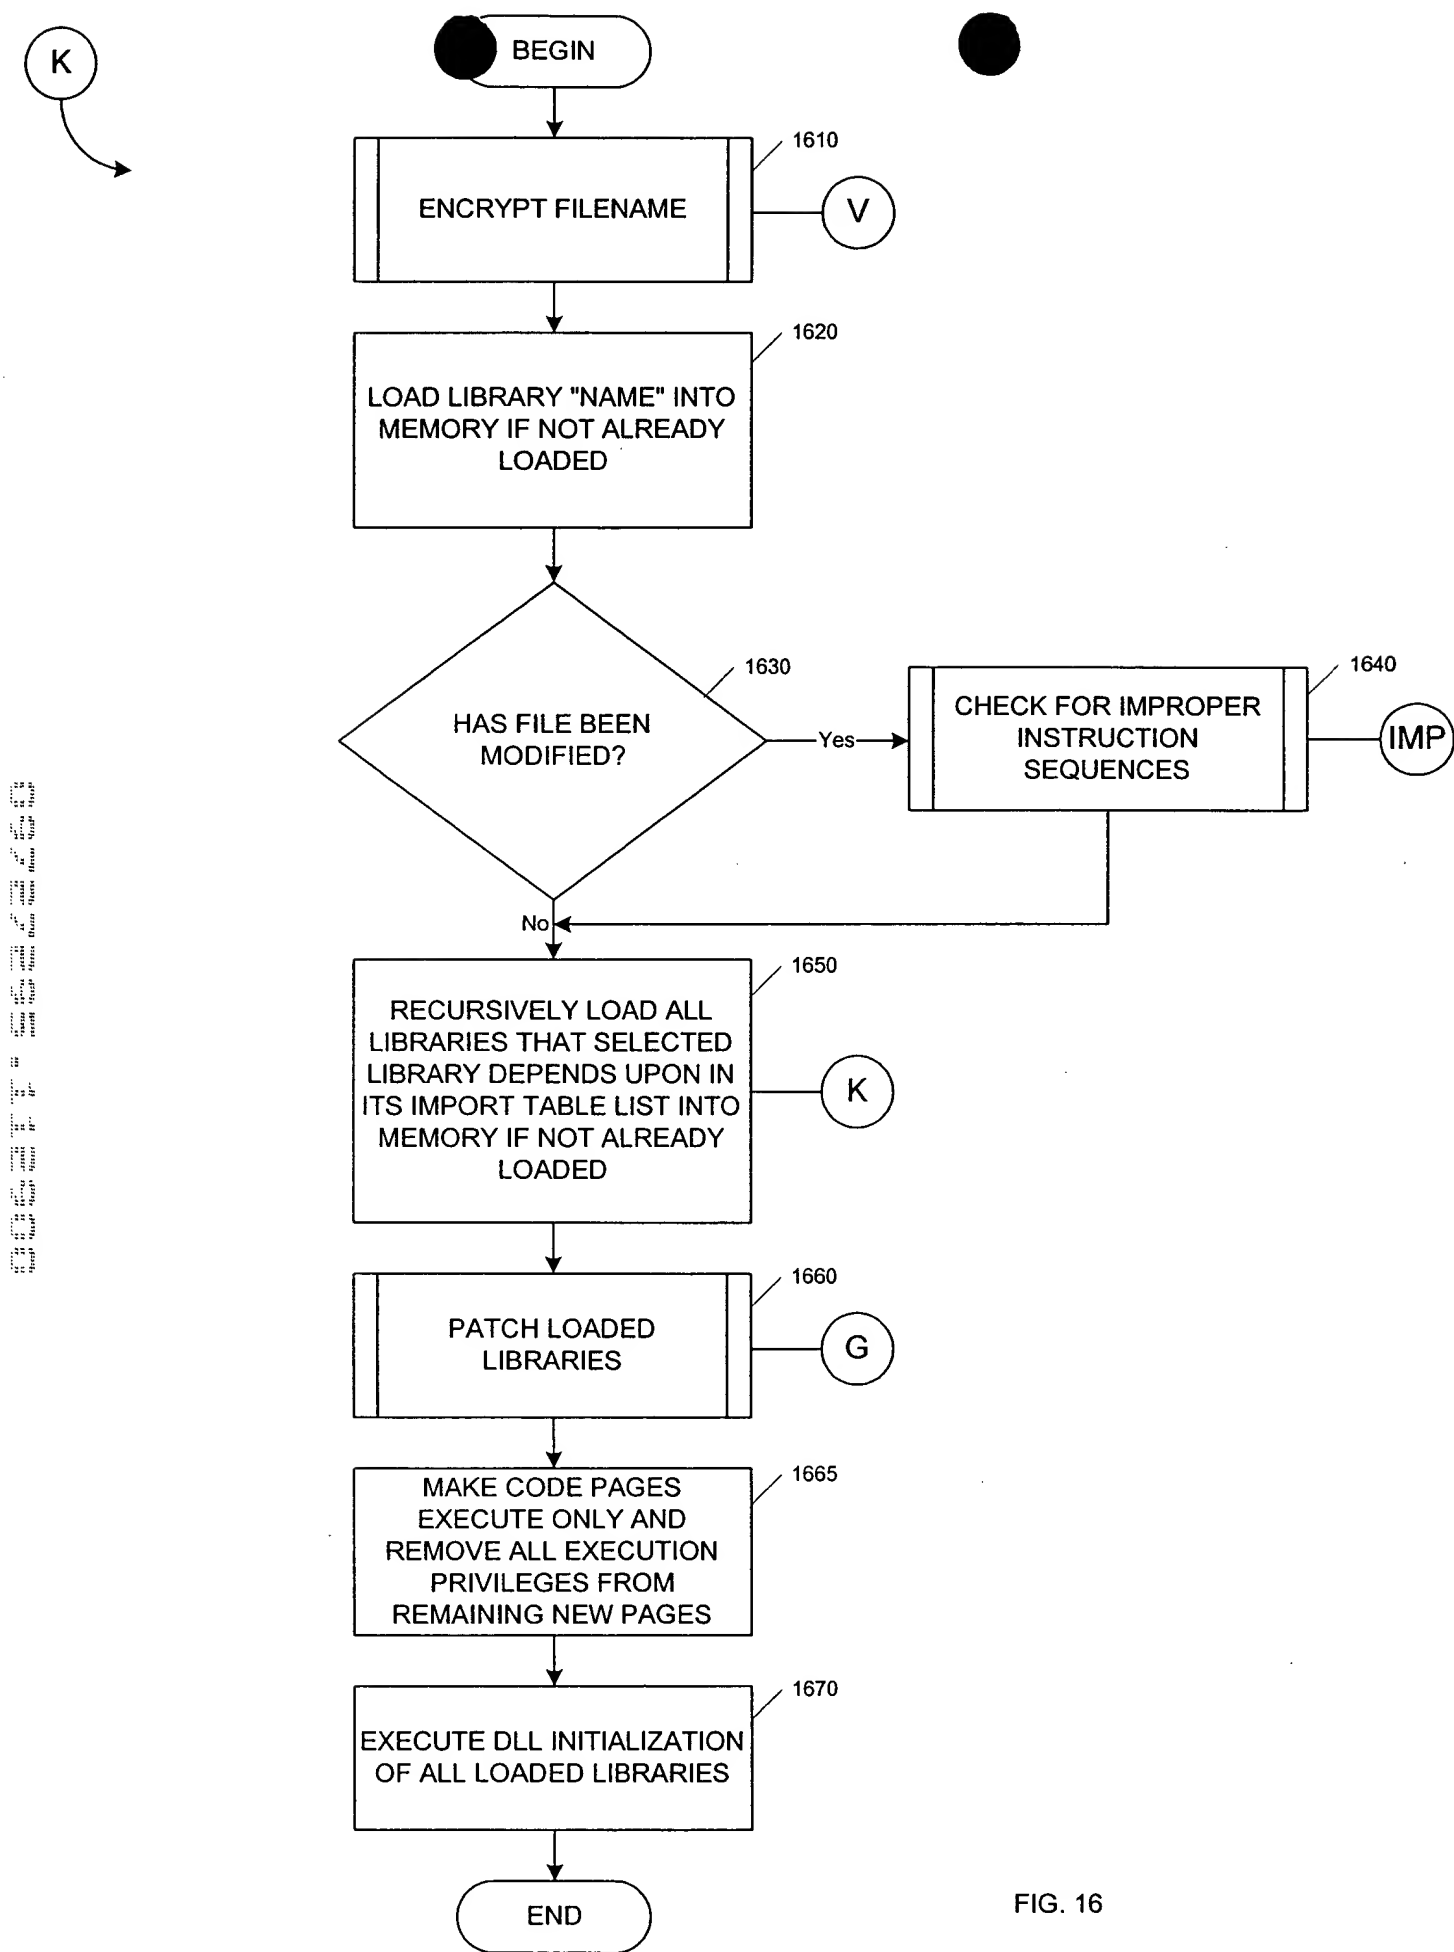 K
BEGIN
1610
ENCRYPT FILENAME
V
1620
LOAD LIBRARY "NAME" INTO
MEMORY IF NOT ALREADY
LOADED
1630
HAS FILE BEEN
MODIFIED?
Yes
1640
CHECK FOR IMPROPER
INSTRUCTION
SEQUENCES
IMP
No
1650
RECURSIVELY LOAD ALL
LIBRARIES THAT SELECTED
LIBRARY DEPENDS UPON IN
ITS IMPORT TABLE LIST INTO
MEMORY IF NOT ALREADY
LOADED
K
1660
PATCH LOADED
LIBRARIES
G
1665
MAKE CODE PAGES
EXECUTE ONLY AND
REMOVE ALL EXECUTION
PRIVILEGES FROM
REMAINING NEW PAGES
1670
EXECUTE DLL INITIALIZATION
OF ALL LOADED LIBRARIES
END
FIG. 16